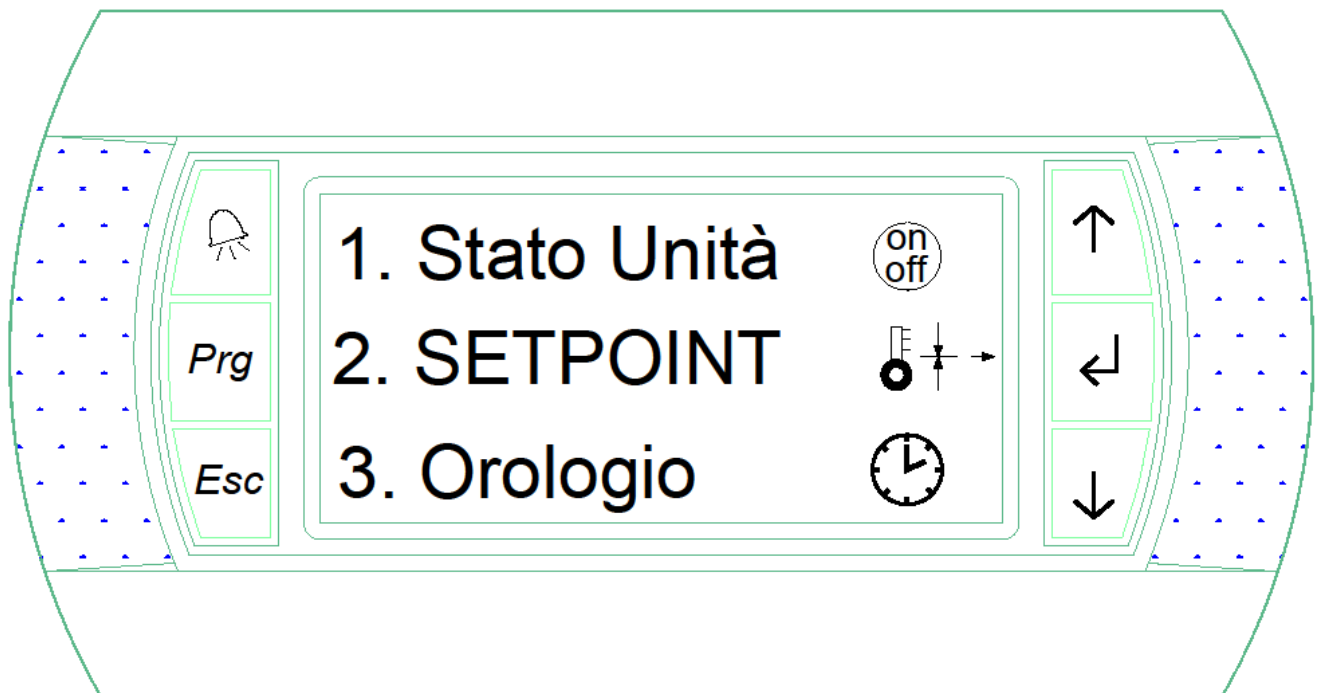 1. Stato Unità
on
off
Prg
2. SETPOINT
Esc
3. Orologio